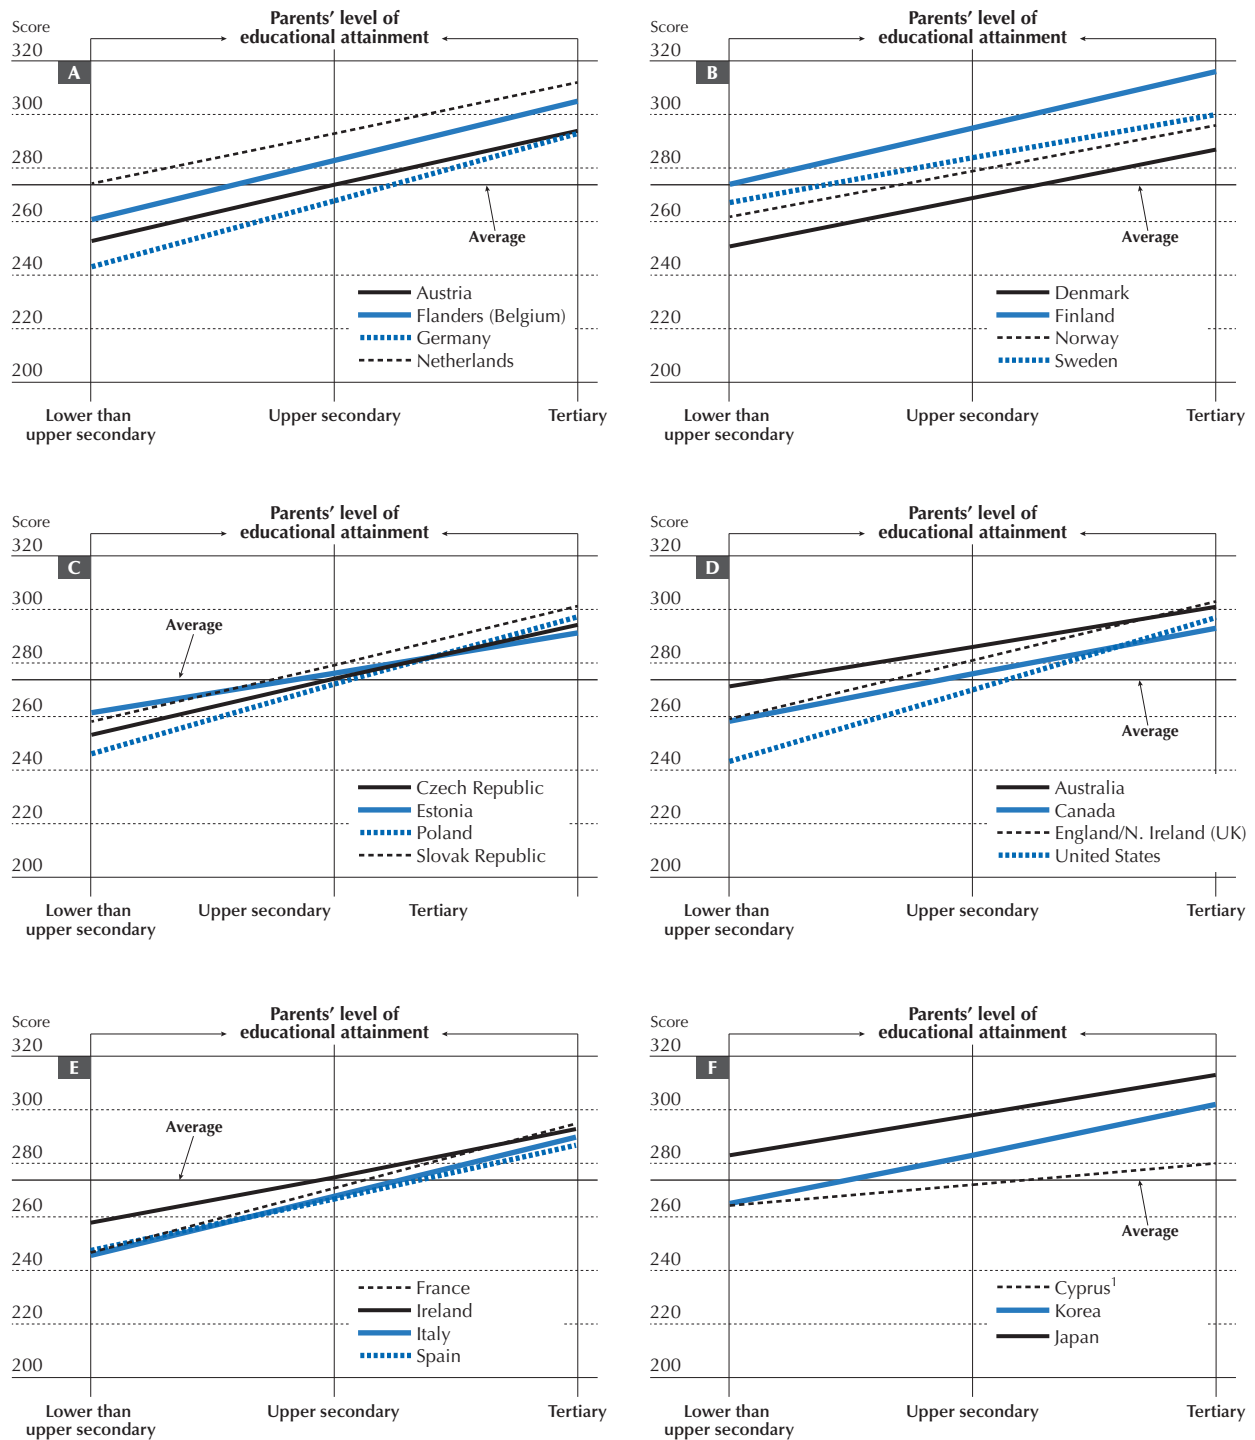 Score
Parents’ level of
educational attainment
320
A
300
280
260
Average
240
Austria
Flanders (Belgium)
220
Germany
Netherlands
200
Lower than
upper secondary
Upper secondary
Tertiary
Score
Parents’ level of
educational attainment
320
B
300
280
260
Average
240
Denmark
Finland
220
Norway
Sweden
200
Lower than
upper secondary
Upper secondary
Tertiary
Score
Parents’ level of
educational attainment
320
C
300
Average
280
260
240
Czech Republic
Estonia
220
Poland
Slovak Republic
200
Lower than
upper secondary
Upper secondary
Tertiary
Score
Parents’ level of
educational attainment
320
D
300
280
260
Average
240
Australia
Canada
220
England/N. Ireland (UK)
United States
200
Lower than
upper secondary
Upper secondary
Tertiary
Score
Parents’ level of
educational attainment
320
E
300
Average
280
260
240
France
Ireland
220
Italy
Spain
200
Lower than
upper secondary
Upper secondary
Tertiary
Score
Parents’ level of
educational attainment
320
F
300
280
260
Average
240
Cyprus¹
Korea
220
Japan
200
Lower than
upper secondary
Upper secondary
Tertiary